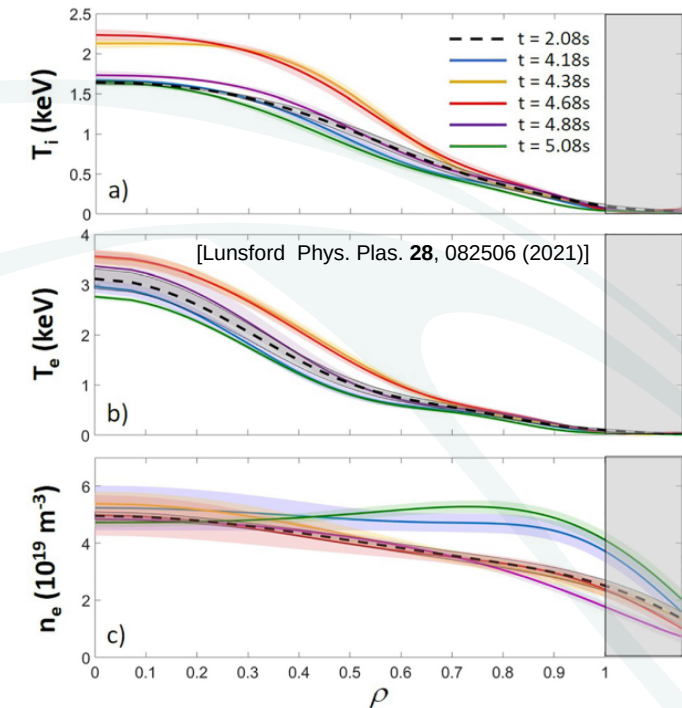 2.5
2
1.5
1
0.5
0
T_i (keV)
a)
t = 2.08s
t = 4.18s
t = 4.38s
t = 4.68s
t = 4.88s
t = 5.08s
4
3
2
1
0
T_e (keV)
[Lunsford Phys. Plas. 28, 082506 (2021)]
b)
6
4
2
0
n_e (10^19 m^-3)
c)
0 0.1 0.2 0.3 0.4 0.5 0.6 0.7 0.8 0.9 1
ρ